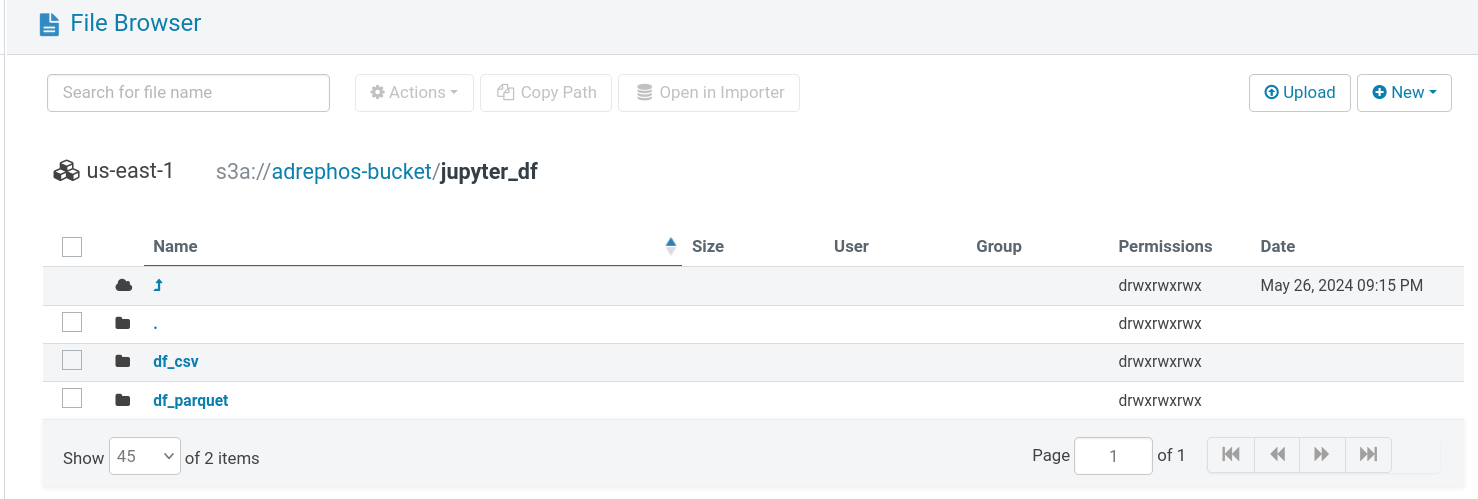 File Browser
Search for file name Actions Copy Path Open in Importer Upload New
us-east-1 s3a://adrephos-bucket/jupyter_df
Name Size User Group Permissions Date
drwxrwxrwx May 26, 2024 09:15 PM
. drwxrwxrwx
df_csv drwxrwxrwx
df_parquet drwxrwxrwx
Show 45 of 2 items Page 1 of 1